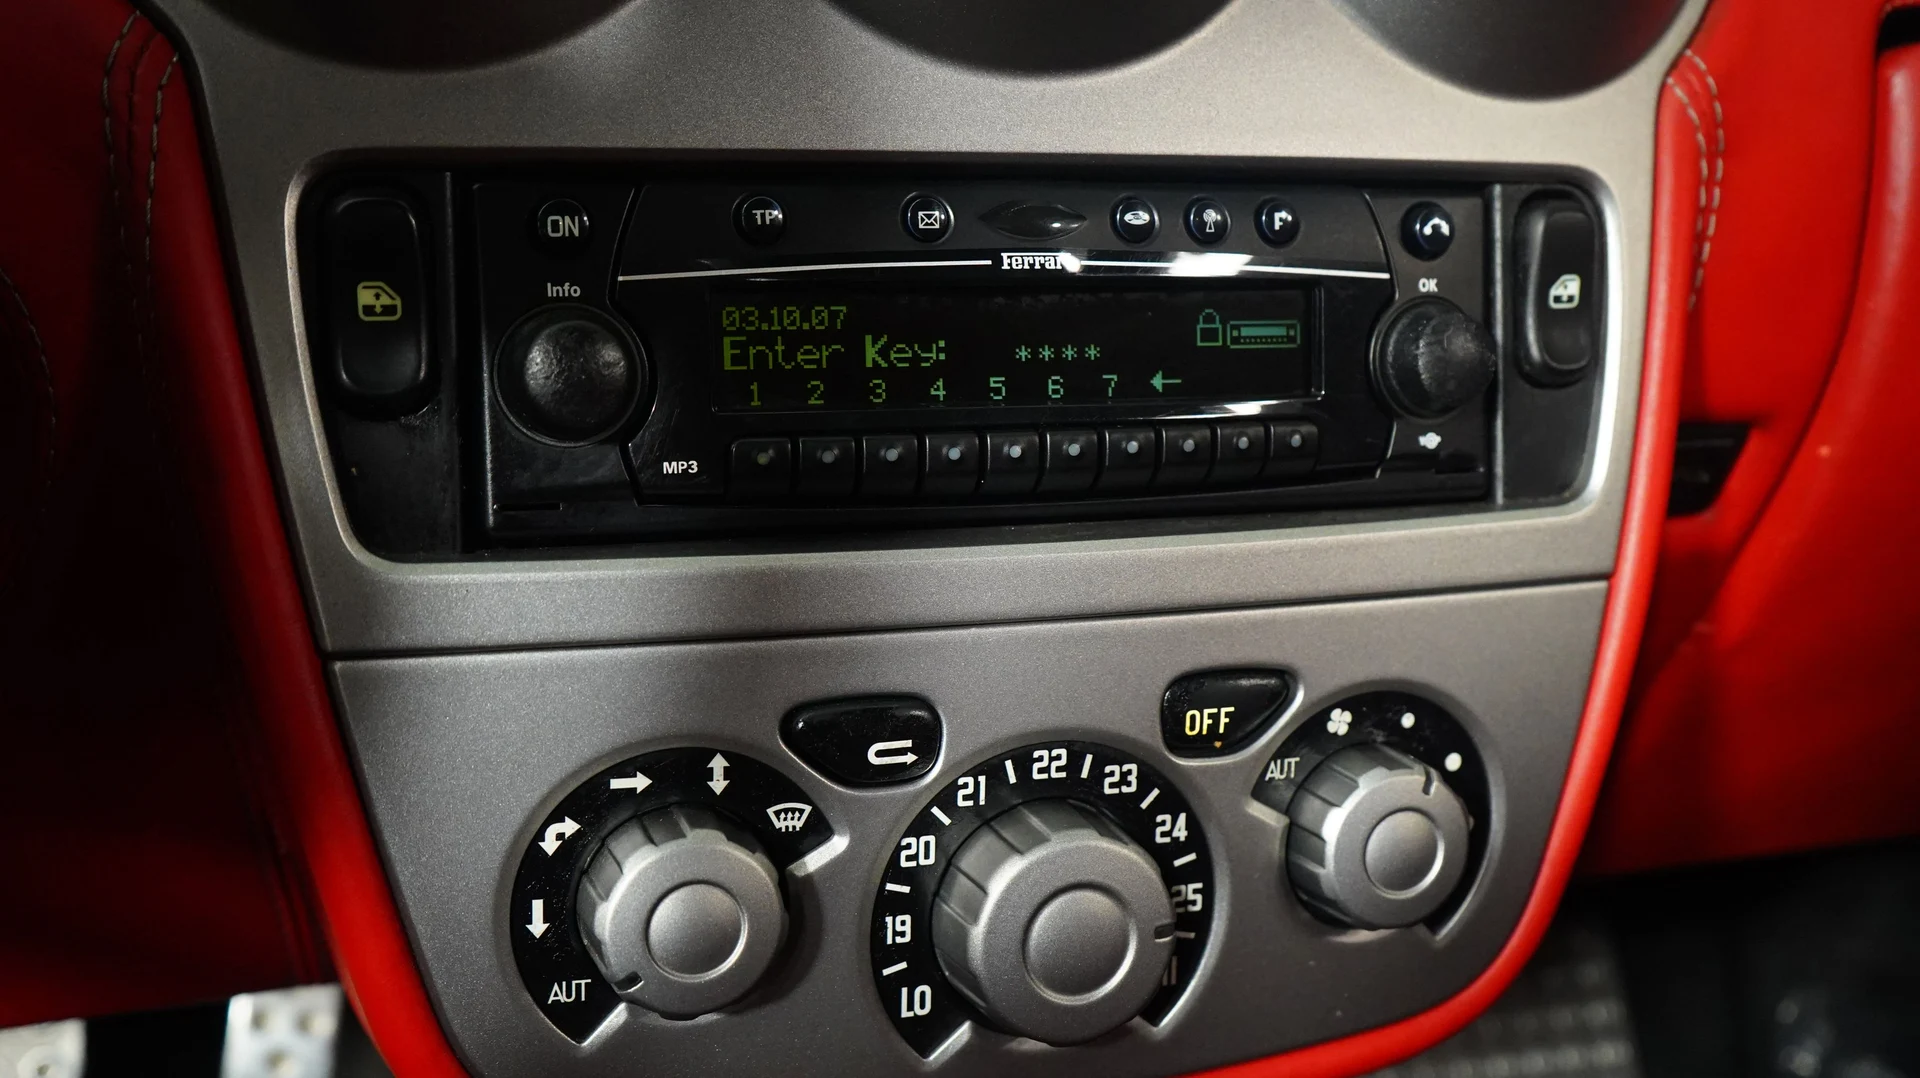 ON
TP
F
Info
Ferrari
OK
03.10.07
Enter Key: ****
1 2 3 4 5 6 7
MP3
OFF
AUT
LO 19 20 21 22 23 24 25
AUT